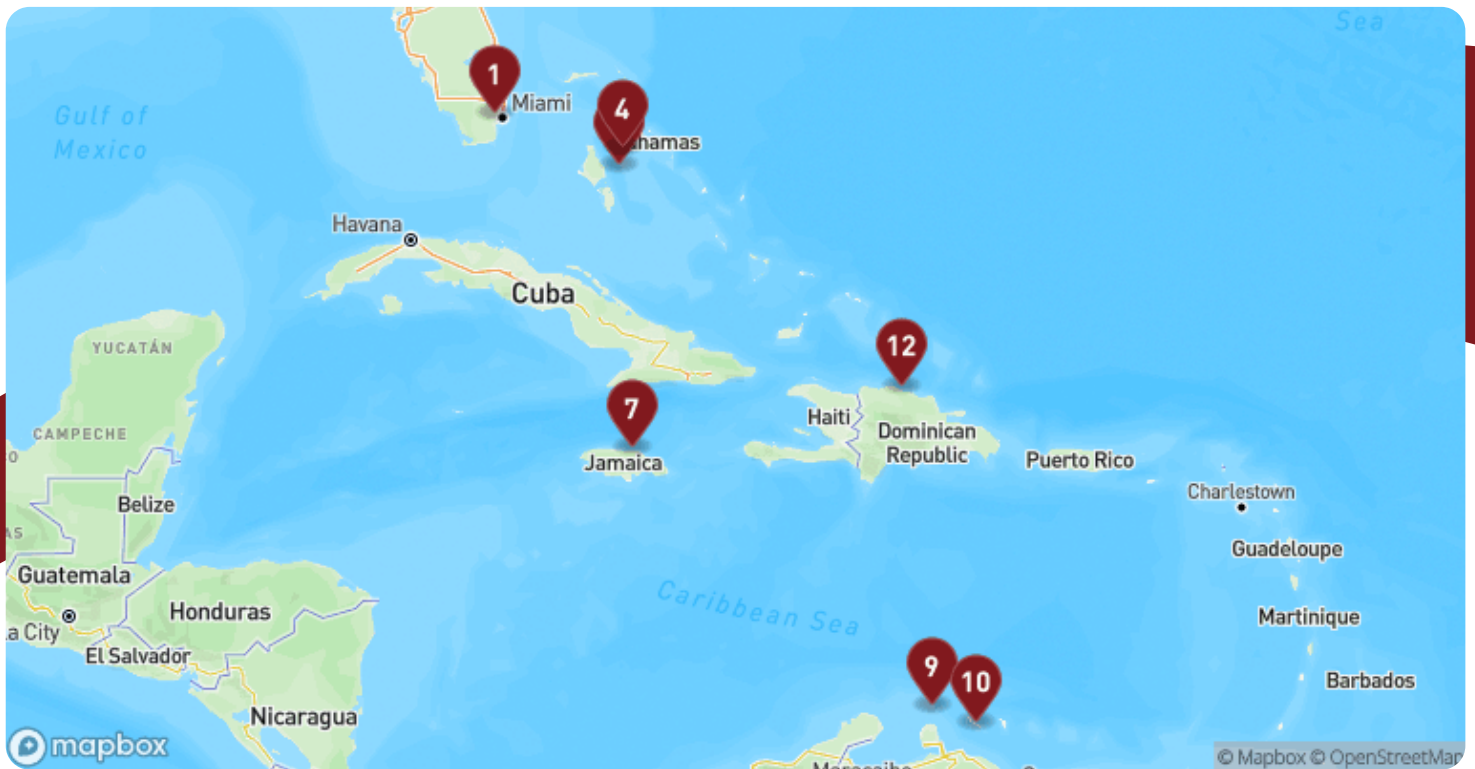 Sea
1
Miami
Gulf of
Mexico
4
hamas
Havana
Cuba
YUCATÁN
12
7
Haiti
Dominican
Republic
Jamaica
Puerto Rico
CAMPECHE
O
Belize
AS
Charlestown
Guadeloupe
Guatemala
Honduras
Caribbean Sea
Martinique
a City
El Salvador
9
10
Barbados
Nicaragua
mapbox
© Mapbox © OpenStreetMap